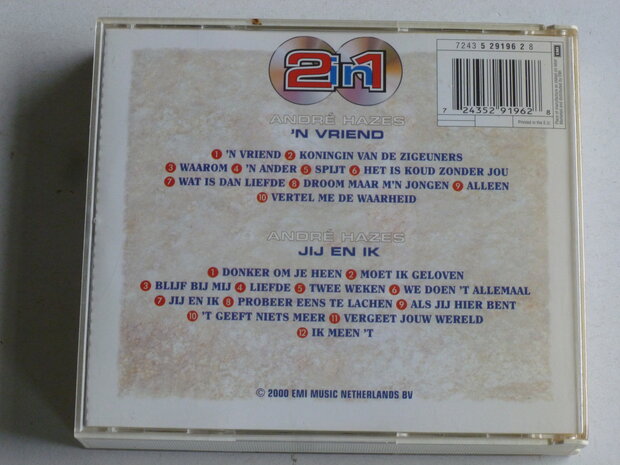 7243 5 29196 2 8
2in1
7 24352 91962 8
Printed in the E.U.
EMI
ANDRÉ HAZES
'N VRIEND
1 'N VRIEND 2 KONINGIN VAN DE ZIGEUNERS
3 WAAROM 4 'N ANDER 5 SPIJT 6 HET IS KOUD ZONDER JOU
7 WAT IS DAN LIEFDE 8 DROOM MAAR M'N JONGEN 9 ALLEEN
10 VERTEL ME DE WAARHEID
ANDRÉ HAZES
JIJ EN IK
1 DONKER OM JE HEEN 2 MOET IK GELOVEN
3 BLIJF BIJ MIJ 4 LIEFDE 5 TWEE WEKEN 6 WE DOEN 'T ALLEMAAL
7 JIJ EN IK 8 PROBEER EENS TE LACHEN 9 ALS JIJ HIER BENT
10 'T GEEFT NIETS MEER 11 VERGEET JOUW WERELD
12 IK MEEN 'T
© 2000 EMI MUSIC NETHERLANDS BV